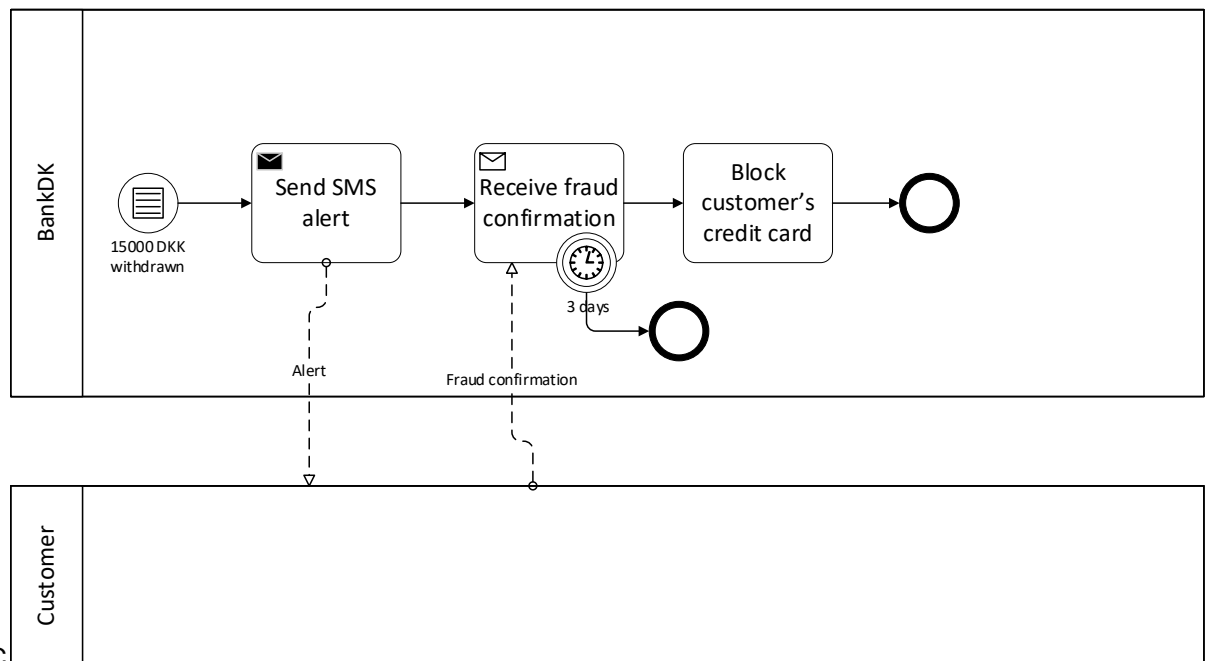 BankDK
Send SMS
alert
Receive fraud
confirmation
Block
customer's
credit card
15000 DKK
withdrawn
3 days
Alert
Fraud confirmation
Customer